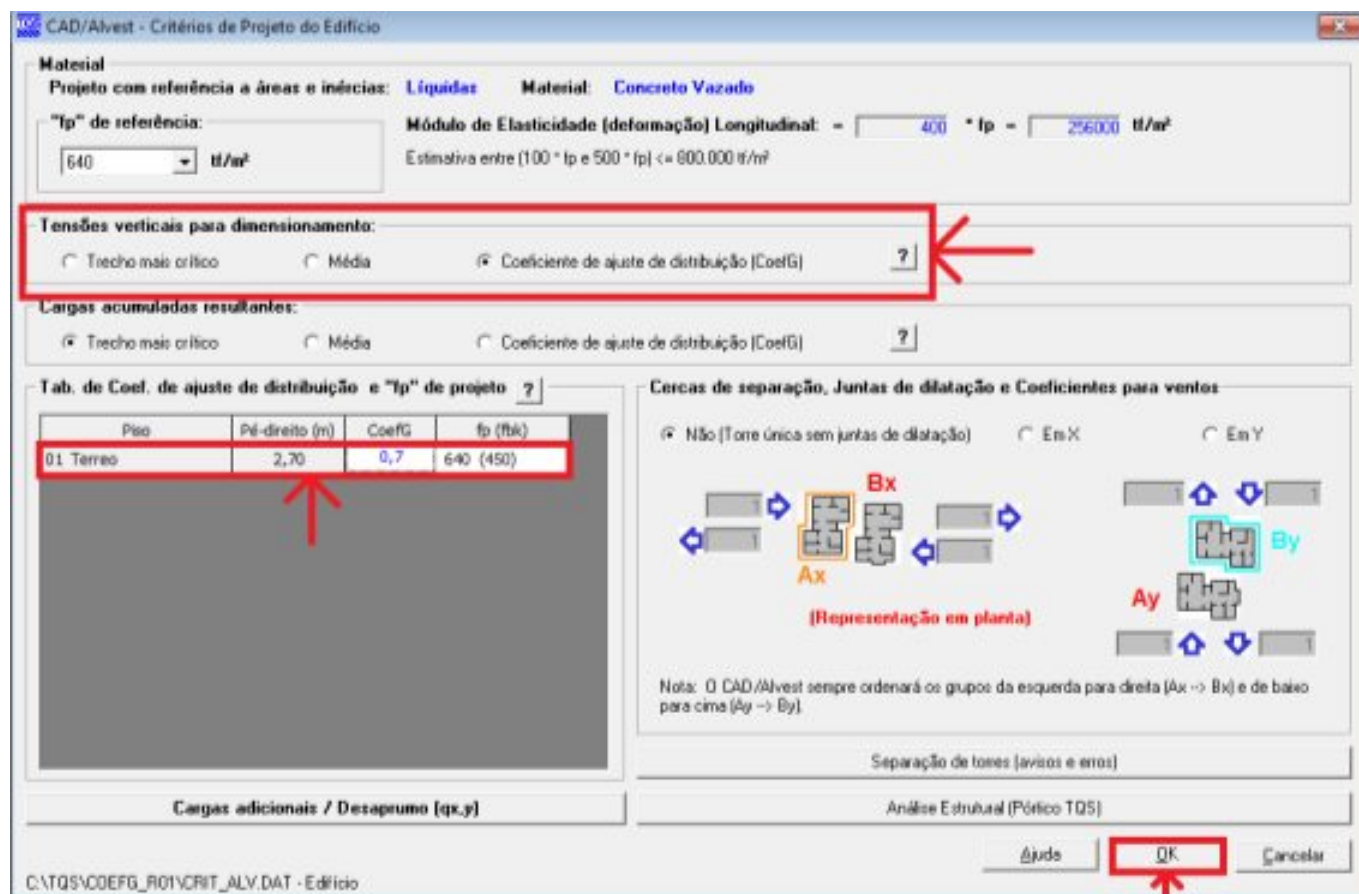 CAD/Alvest - Critérios de Projeto do Edifício
Material
Projeto com referência a áreas e inércias: Líquidas Material: Concreto Vazado
"fp" de referência:
640 tf/m²
Módulo de Elasticidade (deformação) Longitudinal: = 400 * fp = 256000 tf/m²
Estimativa entre (100 * fp e 500 * fp) <= 800.000 tf/m²
Tensões verticais para dimensionamento:
Trecho mais crítico Média Coeficiente de ajuste de distribuição (CoefG) ?
Cargas acumuladas resultantes:
Trecho mais crítico Média Coeficiente de ajuste de distribuição (CoefG) ?
Tab. de Coef. de ajuste de distribuição e "fp" de projeto ?
Piso Pé-direito (m) CoefG fp (fbk)
01 Terreo 2,70 0,7 640 (450)
Cargas adicionais / Desaprumo (qx,y)
Cercas de separação, Juntas de dilatação e Coeficientes para ventos
Não (Torre única sem juntas de dilatação) Em X Em Y
Bx
1 1 1 1
1 1
By
Ax
Ay
(Representação em planta)
1 1
Nota: O CAD/Alvest sempre ordenará os grupos da esquerda para direita (Ax --> Bx) e de baixo
para cima (Ay --> By).
Separação de torres (avisos e erros)
Análise Estrutural (Pórtico TQS)
Ajuda OK Cancelar
C:\TQS\COEFG_R01\CRIT_ALV.DAT - Edifício